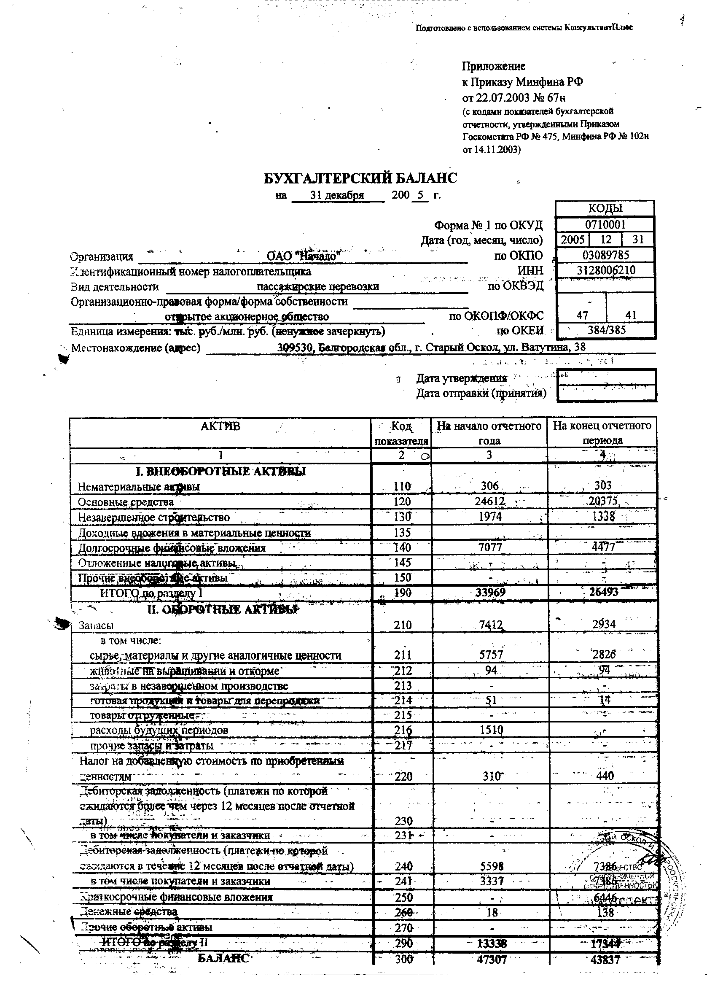 Подготовлено с использованием системы КонсультантПлюс
Приложение
к Приказу Минфина РФ
от 22.07.2003 № 67н
(с кодами показателей бухгалтерской
отчетности, утвержденными Приказом
Госкомстата РФ № 475, Минфина РФ № 102н
от 14.11.2003)
БУХГАЛТЕРСКИЙ БАЛАНС
на 31 декабря 200 5 г.
КОДЫ
Форма № 1 по ОКУД 0710001
Дата (год, месяц, число) 2005 12 31
Организация ОАО "Начало" по ОКПО 03089785
Идентификационный номер налогоплательщика ИНН 3128006210
Вид деятельности пассажирские перевозки по ОКВЭД
Организационно-правовая форма/форма собственности -
открытое акционерное общество по ОКОПФ/ОКФС 47 41
Единица измерения: тыс. руб./млн. руб. (ненужное зачеркнуть) по ОКЕИ 384/385
Местонахождение (адрес) 309530, Белгородская обл., г. Старый Оскол, ул. Ватутина, 38
Дата утверждения
Дата отправки (принятия)
АКТИВ Код На начало отчетного На конец отчетного
показателя года периода
1 2 3 4
I. ВНЕОБОРОТНЫЕ АКТИВЫ
Нематериальные активы 110 306 303
Основные средства 120 24612 20375
Незавершенное строительство 130 1974 1338
Доходные вложения в материальные ценности 135
Долгосрочные финансовые вложения 140 7077 4477
Отложенные налоговые активы 145
Прочие внеоборотные активы 150 - -
ИТОГО по разделу I 190 33969 26493
II. ОБОРОТНЫЕ АКТИВЫ
Запасы 210 7412 2934
в том числе:
сырье, материалы и другие аналогичные ценности 211 5757 2826
животные на выращивании и откорме 212 94 94
затраты в незавершенном производстве 213 - -
готовая продукция и товары для перепродажи 214 51 14
товары отгруженные 215 - -
расходы будущих периодов 216 1510 -
прочие запасы и затраты 217 - -
Налог на добавленную стоимость по приобретенным
ценностям 220 310 440
Дебиторская задолженность (платежи по которой
ожидаются более чем через 12 месяцев после отчетной
даты) 230 - -
в том числе покупатели и заказчики 231 -
Дебиторская задолженность (платежи по которой
ожидаются в течение 12 месяцев после отчетной даты) 240 5598 7386
в том числе покупатели и заказчики 241 3337 7386
Краткосрочные финансовые вложения 250 - 6446
Денежные средства 260 18 138
Прочие оборотные активы 270 - -
ИТОГО по разделу II 290 13338 17344
БАЛАНС 300 47307 43837